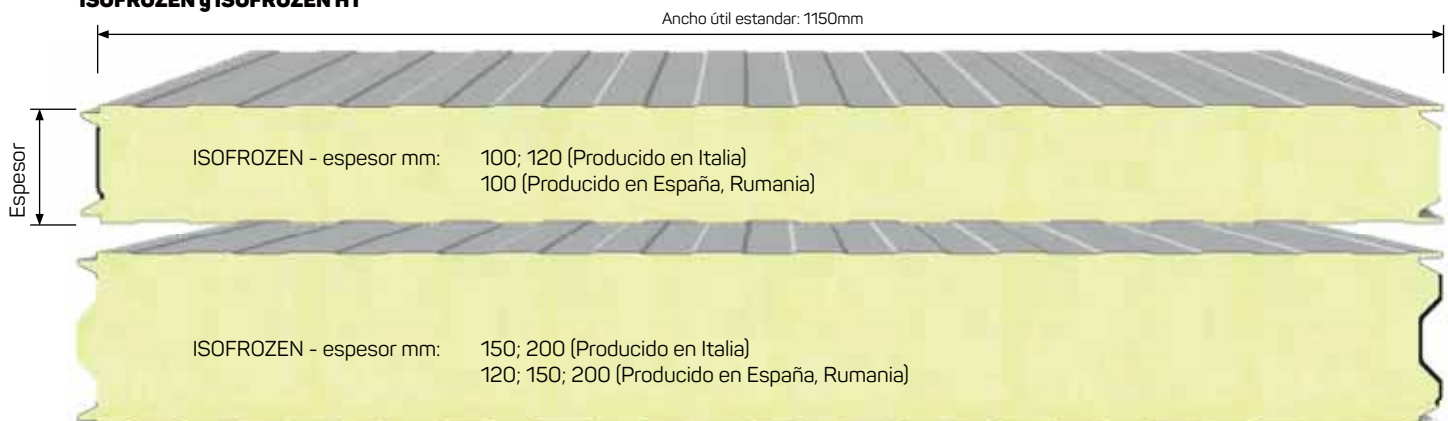 ISOFROZEN y ISOFROZEN HT
Ancho útil estandar: 1150mm
Espesor
ISOFROZEN - espesor mm: 100; 120 (Producido en Italia)
100 (Producido en España, Rumania)
ISOFROZEN - espesor mm: 150; 200 (Producido en Italia)
120; 150; 200 (Producido en España, Rumania)